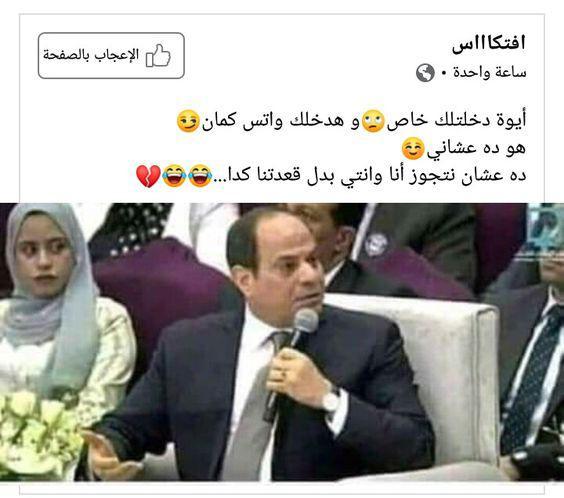 افتكاااس
ساعة واحدة
الإعجاب بالصفحة
أيوة دخلتلك خاص🙄و هدخلك واتس كمان😏
هو ده عشاني☺️
ده عشان نتجوز أنا وانتي بدل قعدتنا كدا...😂😂💔